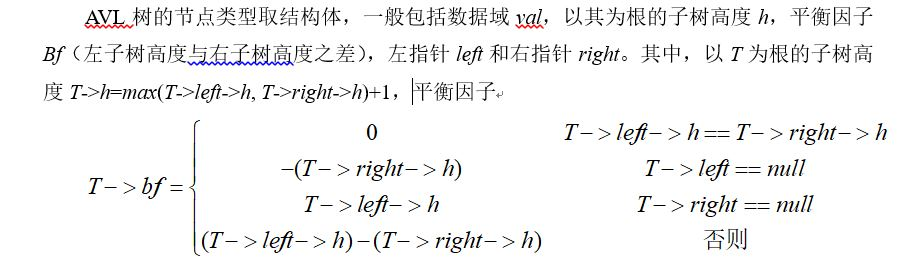 AVL 树的节点类型取结构体，一般包括数据域 val，以其为根的子树高度 h，平衡因子
Bf（左子树高度与右子树高度之差），左指针 left 和右指针 right。其中，以 T 为根的子树高
度 T->h=max(T->left->h, T->right->h)+1，平衡因子
0 T->left->h == T->right->h
-(T->right->h) T->left == null
T->bf = { T->left->h T->right == null
(T->left->h)-(T->right->h) 否则